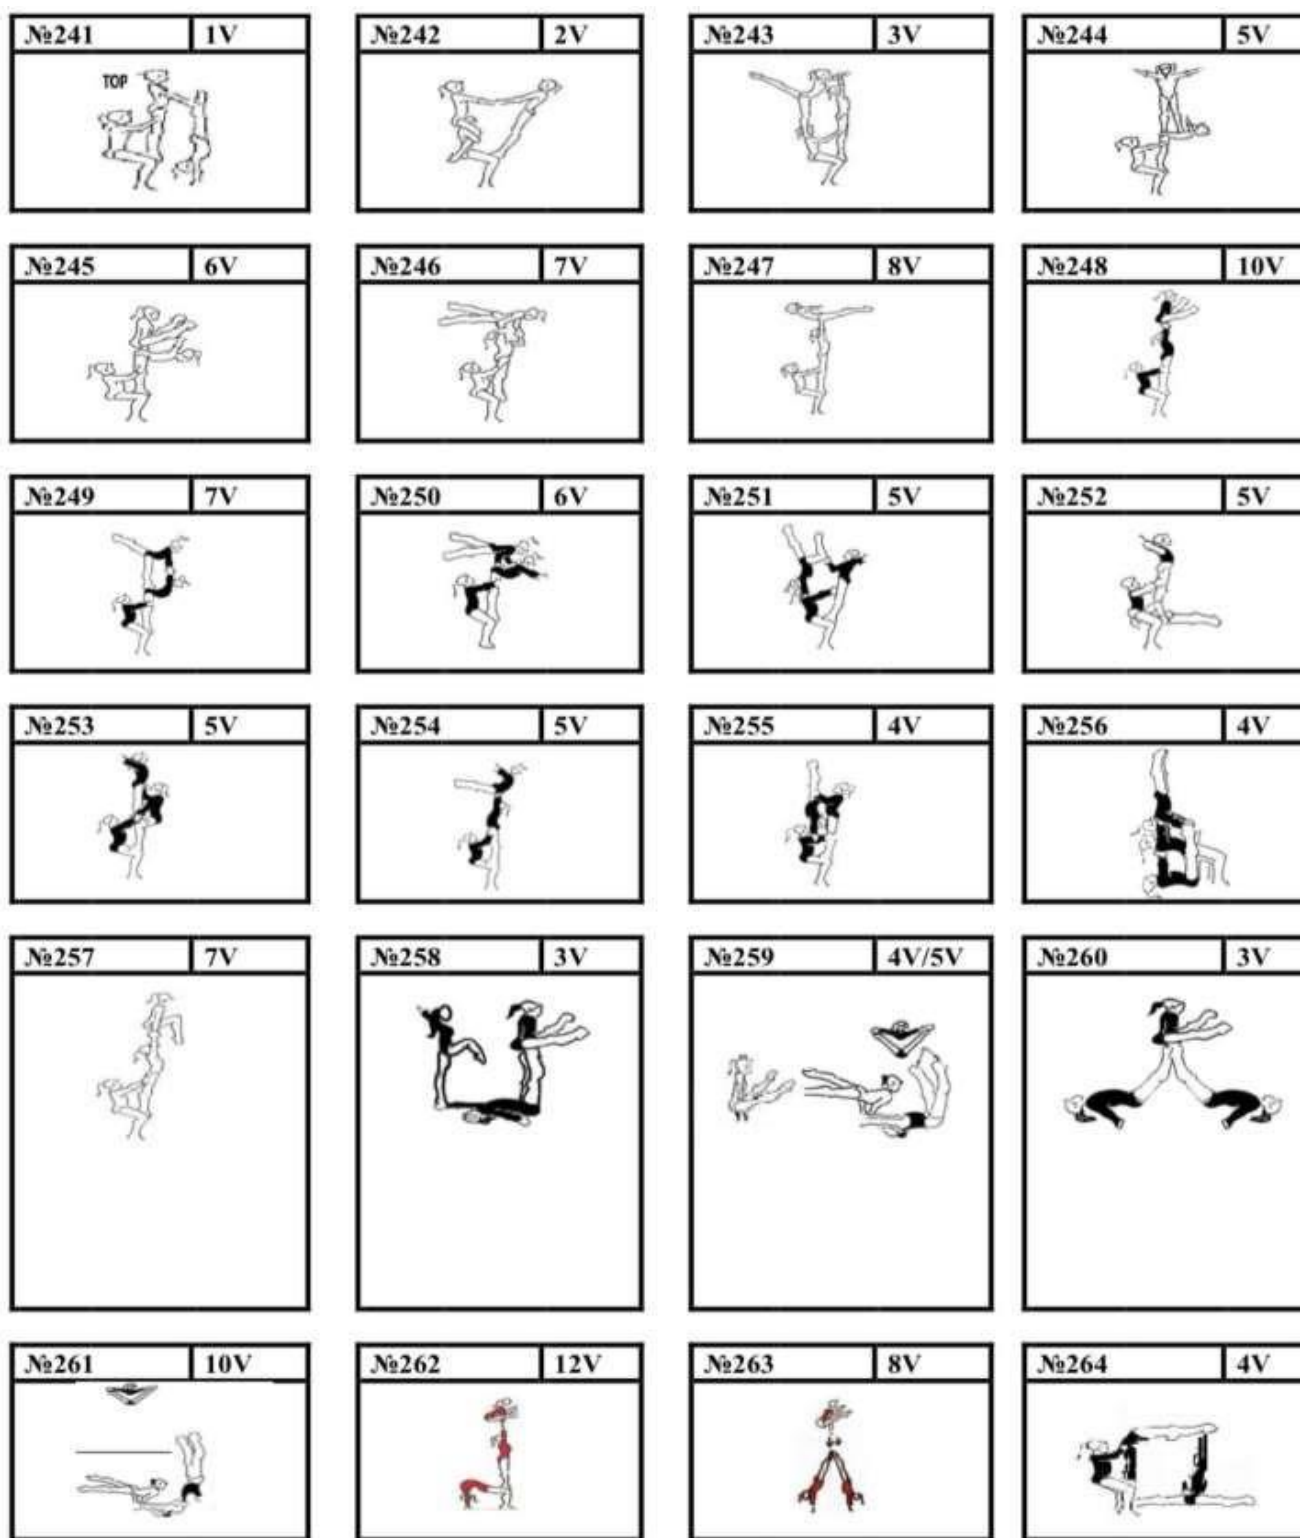 №241 1V №242 2V №243 3V №244 5V
TOP
№245 6V №246 7V №247 8V №248 10V
№249 7V №250 6V №251 5V №252 5V
№253 5V №254 5V №255 4V №256 4V
№257 7V №258 3V №259 4V/5V №260 3V
№261 10V №262 12V №263 8V №264 4V